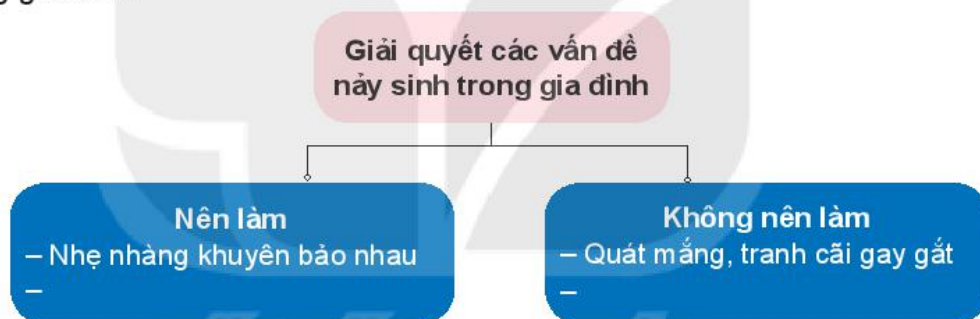 Giải quyết các vấn đề
nảy sinh trong gia đình
Nên làm
– Nhẹ nhàng khuyên bảo nhau
–
Không nên làm
– Quát mắng, tranh cãi gay gắt
–